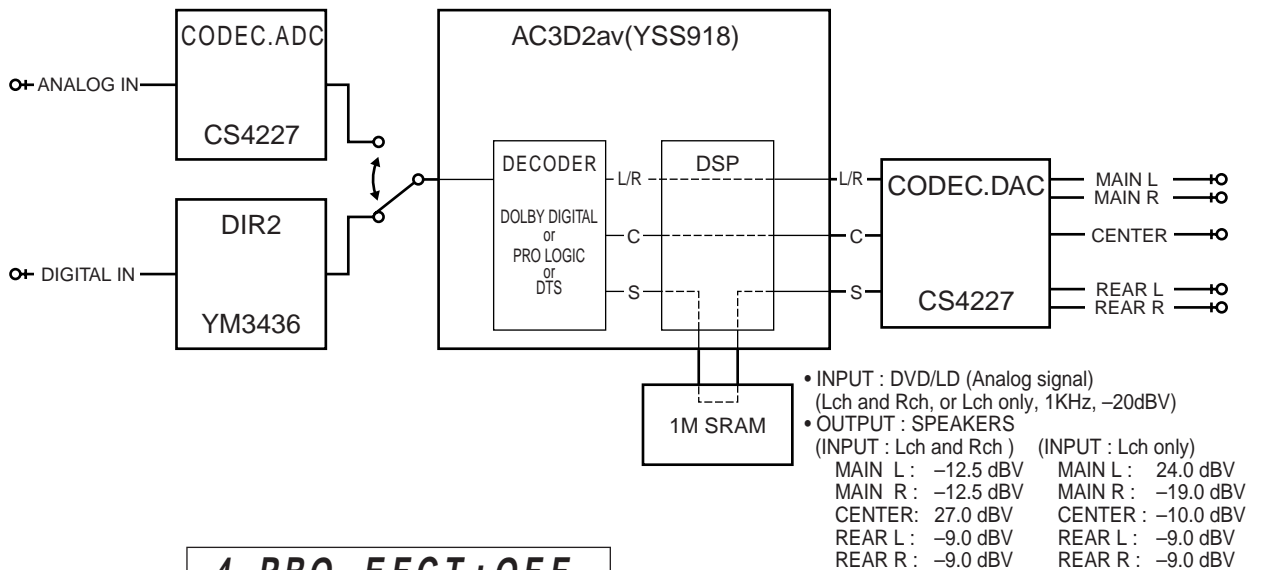 CODEC.ADC
CS4227
ANALOG IN
DIR2
YM3436
DIGITAL IN
AC3D2av(YSS918)
DECODER
DOLBY DIGITAL
or
PRO LOGIC
or
DTS
L/R
C
S
DSP
L/R
C
S
1M SRAM
CODEC.DAC
CS4227
MAIN L
MAIN R
CENTER
REAR L
REAR R
• INPUT : DVD/LD (Analog signal)
(Lch and Rch, or Lch only, 1KHz, –20dBV)
• OUTPUT : SPEAKERS
(INPUT : Lch and Rch ) (INPUT : Lch only)
MAIN L : –12.5 dBV MAIN L : 24.0 dBV
MAIN R : –12.5 dBV MAIN R : –19.0 dBV
CENTER: 27.0 dBV CENTER : –10.0 dBV
REAR L : –9.0 dBV REAR L : –9.0 dBV
REAR R : –9.0 dBV REAR R : –9.0 dBV